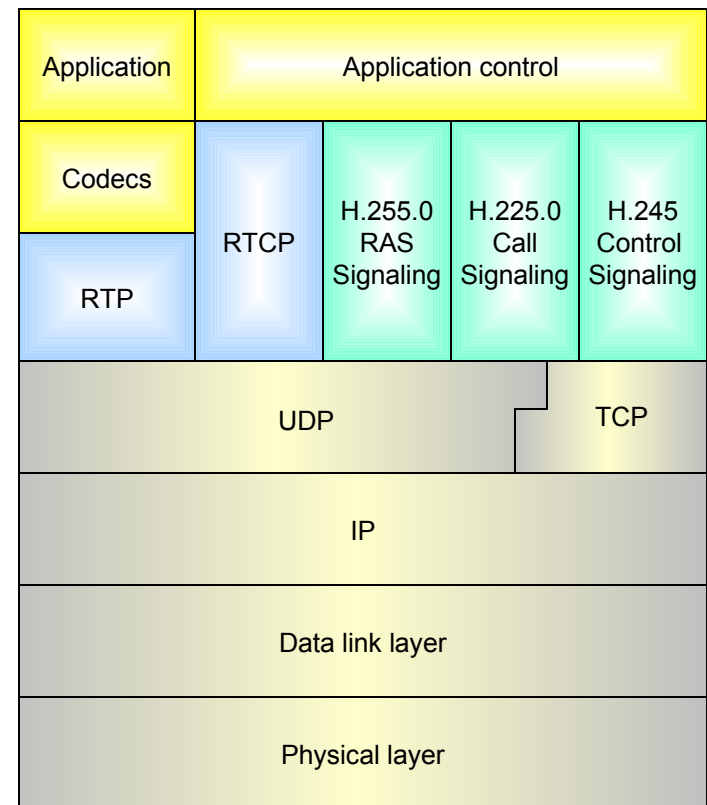 Application
Application control
Codecs
RTP
RTCP
H.255.0
RAS
Signaling
H.225.0
Call
Signaling
H.245
Control
Signaling
UDP
TCP
IP
Data link layer
Physical layer